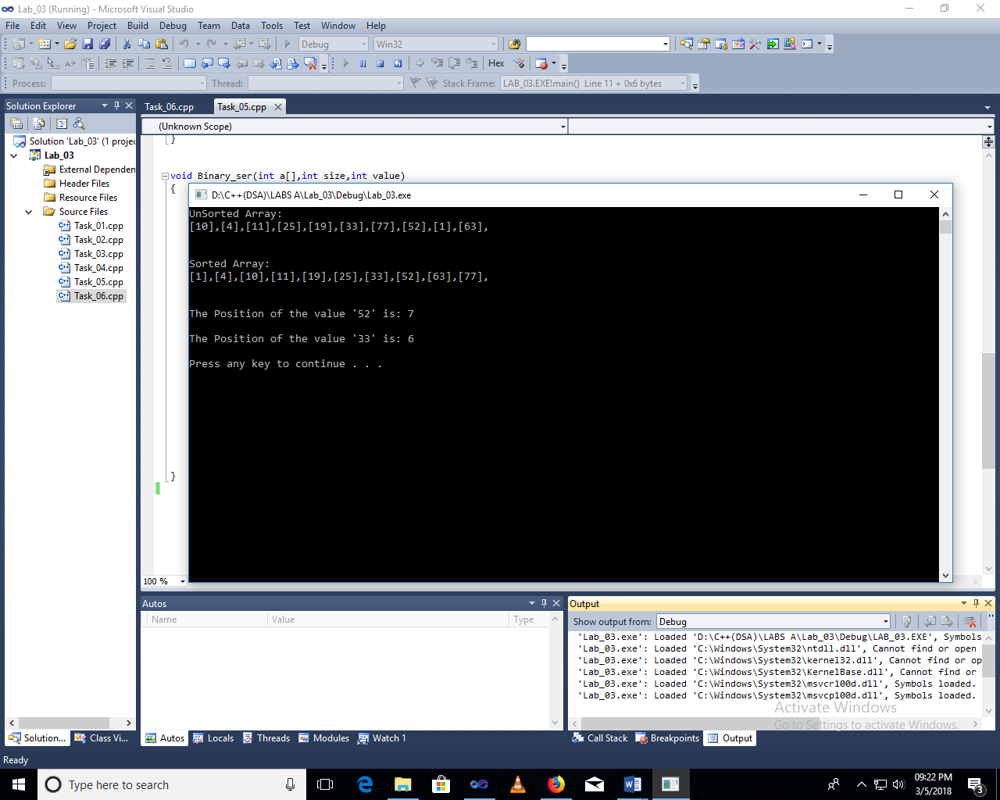 Lab_03 (Running) - Microsoft Visual Studio
File Edit View Project Build Debug Team Data Tools Test Window Help
Debug Win32
Hex
Process: Thread: Stack Frame: LAB_03.EXE!main() Line 11 + 0x6 bytes
Solution Explorer
Task_06.cpp Task_05.cpp
(Unknown Scope)
Solution 'Lab_03' (1 projec
Lab_03
External Dependen
Header Files
Resource Files
Source Files
Task_01.cpp
Task_02.cpp
Task_03.cpp
Task_04.cpp
Task_05.cpp
Task_06.cpp
}
void Binary_ser(int a[],int size,int value)
{
D:\C++(DSA)\LABS A\Lab_03\Debug\Lab_03.exe
UnSorted Array:
[10],[4],[11],[25],[19],[33],[77],[52],[1],[63],
Sorted Array:
[1],[4],[10],[11],[19],[25],[33],[52],[63],[77],
The Position of the value '52' is: 7
The Position of the value '33' is: 6
Press any key to continue . . .
}
100 %
Autos
Name Value Type
Output
Show output from: Debug
'Lab_03.exe': Loaded 'D:\C++(DSA)\LABS A\Lab_03\Debug\LAB_03.EXE', Symbols
'Lab_03.exe': Loaded 'C:\Windows\System32\ntdll.dll', Cannot find or open
'Lab_03.exe': Loaded 'C:\Windows\System32\kernel32.dll', Cannot find or op
'Lab_03.exe': Loaded 'C:\Windows\System32\KernelBase.dll', Cannot find or
'Lab_03.exe': Loaded 'C:\Windows\System32\msvcr100d.dll', Symbols loaded.
'Lab_03.exe': Loaded 'C:\Windows\System32\msvcp100d.dll', Symbols loaded.
Activate Windows
Go to Settings to activate Windows.
Solution... Class Vi...
Autos Locals Threads Modules Watch 1
Call Stack Breakpoints Output
Ready
Type here to search
09:22 PM
3/5/2018
3